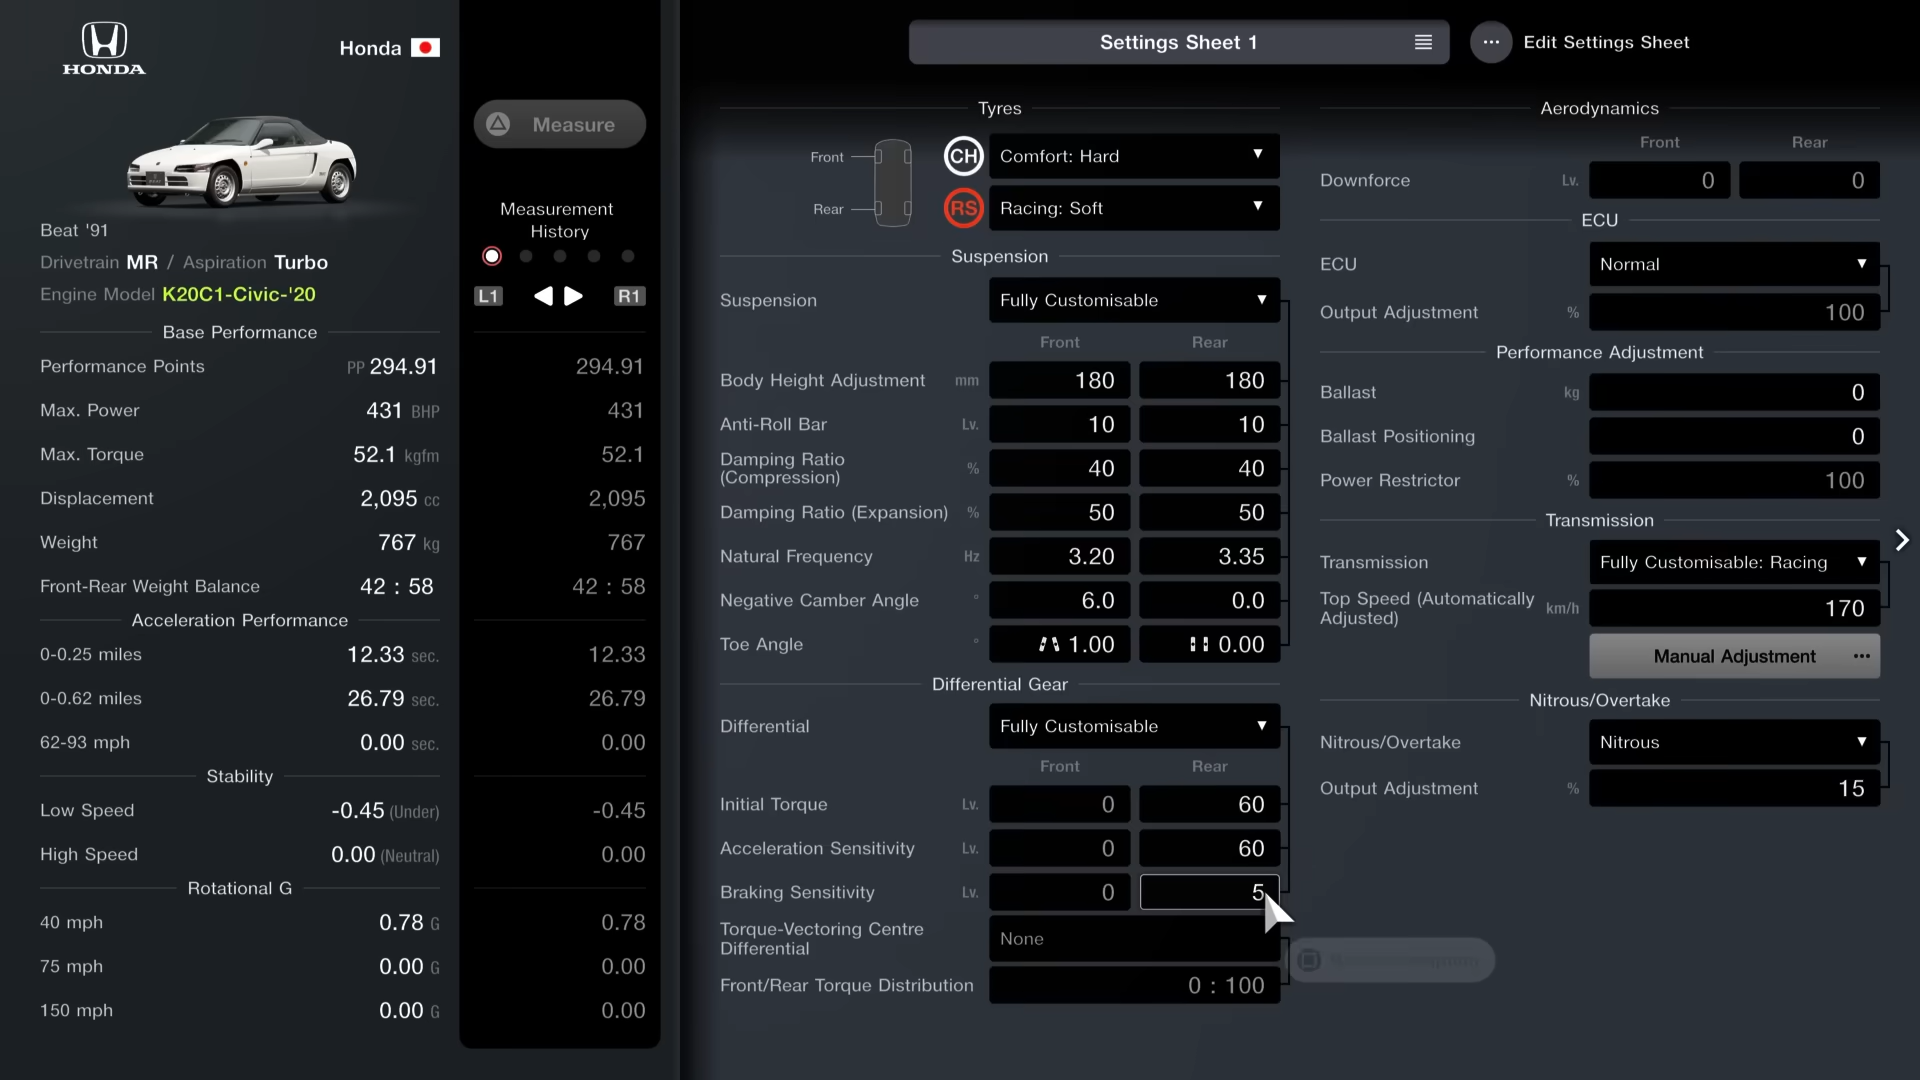 HONDA
Honda
Beat '91
Drivetrain MR / Aspiration Turbo
Engine Model K20C1-Civic-'20
Base Performance
Performance Points PP 294.91
Max. Power 431 BHP
Max. Torque 52.1 kgfm
Displacement 2,095 cc
Weight 767 kg
Front-Rear Weight Balance 42 : 58
Acceleration Performance
0-0.25 miles 12.33 sec.
0-0.62 miles 26.79 sec.
62-93 mph 0.00 sec.
Stability
Low Speed -0.45 (Under)
High Speed 0.00 (Neutral)
Rotational G
40 mph 0.78 G
75 mph 0.00 G
150 mph 0.00 G
Measure
Measurement
History
L1 R1
294.91
431
52.1
2,095
767
42 : 58
12.33
26.79
0.00
-0.45
0.00
0.78
0.00
0.00
Settings Sheet 1
Edit Settings Sheet
Tyres
Front CH Comfort: Hard
Rear RS Racing: Soft
Suspension
Suspension Fully Customisable
Front Rear
Body Height Adjustment mm 180 180
Anti-Roll Bar Lv. 10 10
Damping Ratio
(Compression) % 40 40
Damping Ratio (Expansion) % 50 50
Natural Frequency Hz 3.20 3.35
Negative Camber Angle ° 6.0 0.0
Toe Angle ° 1.00 0.00
Differential Gear
Differential Fully Customisable
Front Rear
Initial Torque Lv. 0 60
Acceleration Sensitivity Lv. 0 60
Braking Sensitivity Lv. 0 5
Torque-Vectoring Centre
Differential None
Front/Rear Torque Distribution 0 : 100
Aerodynamics
Front Rear
Downforce Lv. 0 0
ECU
ECU Normal
Output Adjustment % 100
Performance Adjustment
Ballast kg 0
Ballast Positioning 0
Power Restrictor % 100
Transmission
Transmission Fully Customisable: Racing
Top Speed (Automatically
Adjusted) km/h 170
Manual Adjustment
Nitrous/Overtake
Nitrous/Overtake Nitrous
Output Adjustment % 15